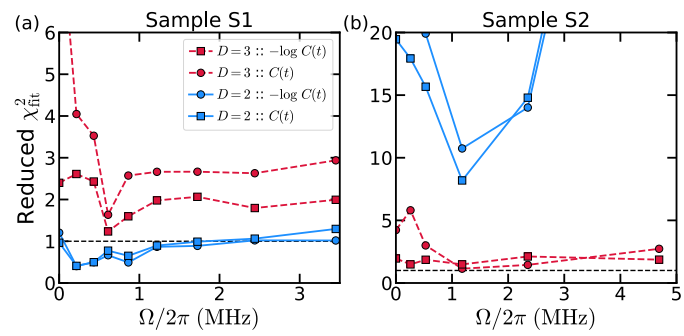 (a) Sample S1
Reduced χ²fit
6
5
4
3
2
1
0
D = 3 :: −log C(t)
D = 3 :: C(t)
D = 2 :: −log C(t)
D = 2 :: C(t)
0 1 2 3
Ω/2π (MHz)
(b) Sample S2
20
15
10
5
0
0 1 2 3 4 5
Ω/2π (MHz)